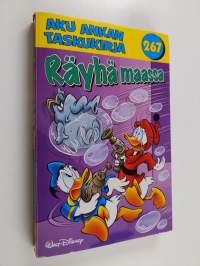 AKU ANKAN
TASKUKIRJA
267
Räyhä maassa
WALT DISNEY